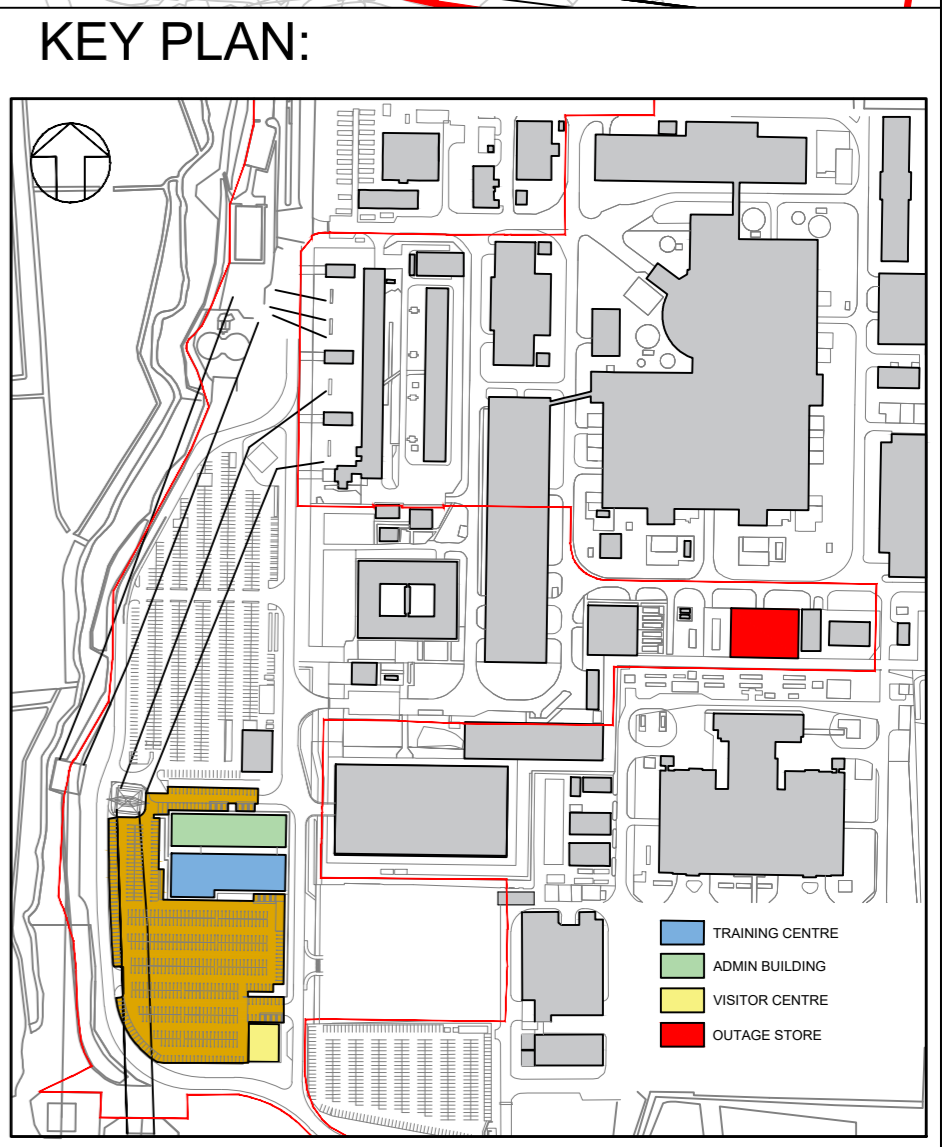 KEY PLAN:
TRAINING CENTRE
ADMIN BUILDING
VISITOR CENTRE
OUTAGE STORE